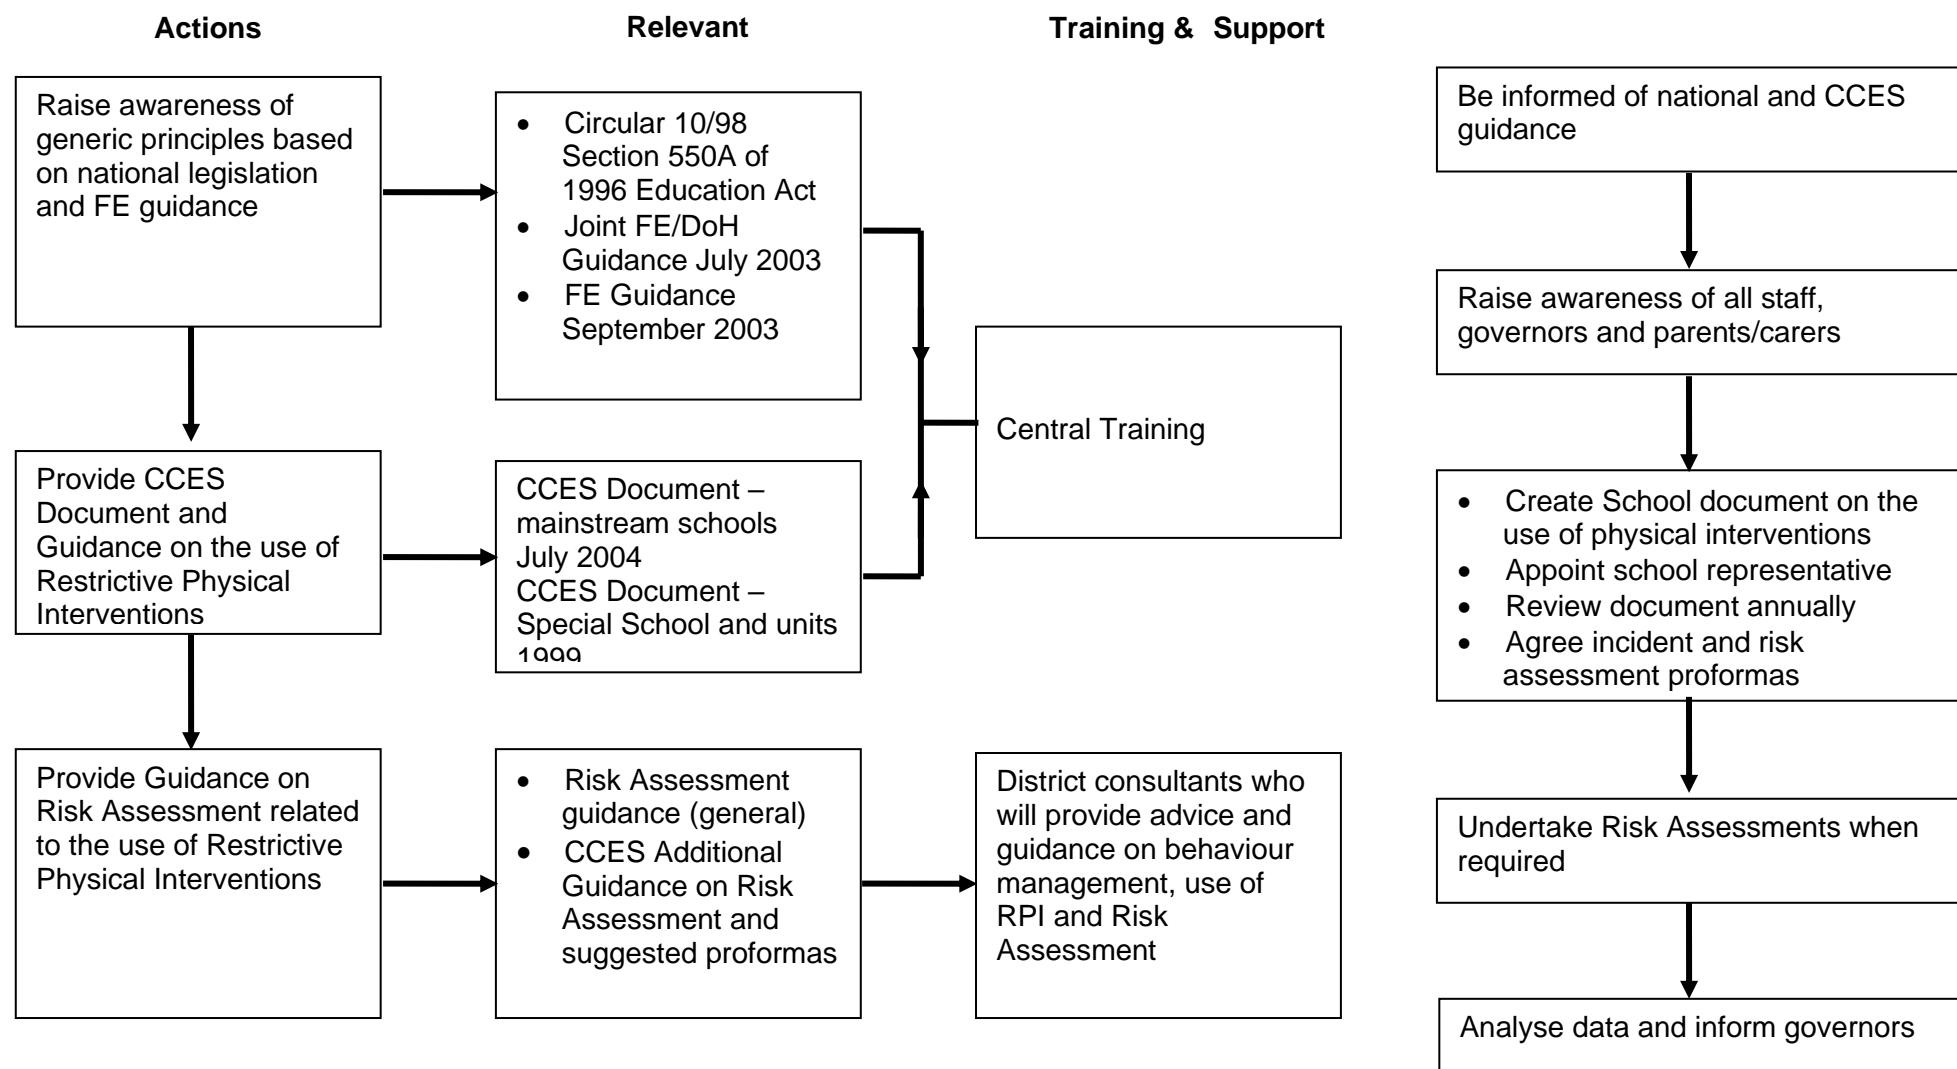 Actions
Relevant
Training & Support
Raise awareness of
generic principles based
on national legislation
and FE guidance
• Circular 10/98
Section 550A of
1996 Education Act
• Joint FE/DoH
Guidance July 2003
• FE Guidance
September 2003
Central Training
Provide CCES
Document and
Guidance on the use of
Restrictive Physical
Interventions
CCES Document –
mainstream schools
July 2004
CCES Document –
Special School and units
1999
Provide Guidance on
Risk Assessment related
to the use of Restrictive
Physical Interventions
• Risk Assessment
guidance (general)
• CCES Additional
Guidance on Risk
Assessment and
suggested proformas
District consultants who
will provide advice and
guidance on behaviour
management, use of
RPI and Risk
Assessment
Be informed of national and CCES
guidance
Raise awareness of all staff,
governors and parents/carers
• Create School document on the
use of physical interventions
• Appoint school representative
• Review document annually
• Agree incident and risk
assessment proformas
Undertake Risk Assessments when
required
Analyse data and inform governors